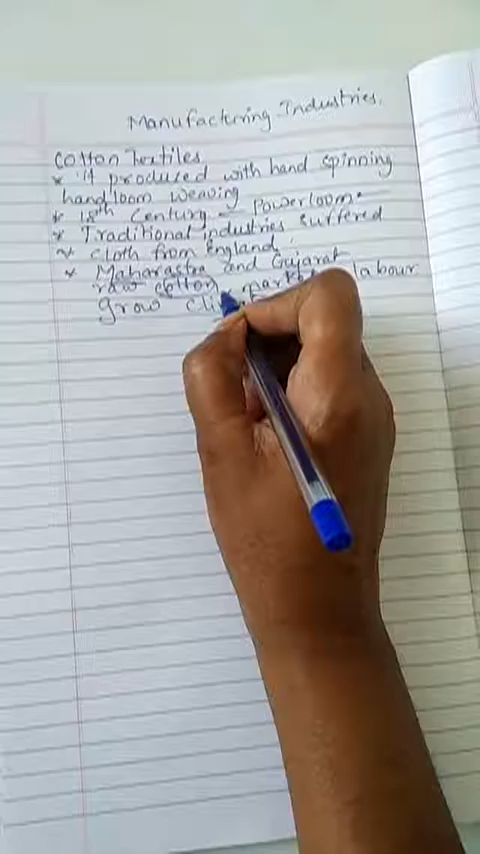 Manufacturing Industries.
Cotton Textiles
* It produced with hand spinning
handloom weaving
* 18th Century – Powerloom.
* Traditional industries suffered
* Cloth from England.
* Maharastra and Gujarat
raw cotton, labour
Grow